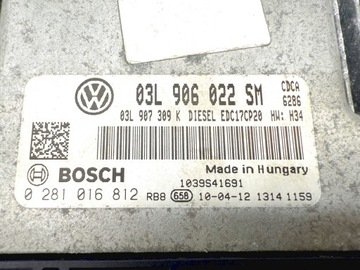 03L 906 022 SM
CDCA
6286
03L 907 309 K DIESEL EDC17CP20 HW: H34
BOSCH
Made in Hungary
1039S41691
0 281 016 812 RB8 658 10-04-12 1314 1159